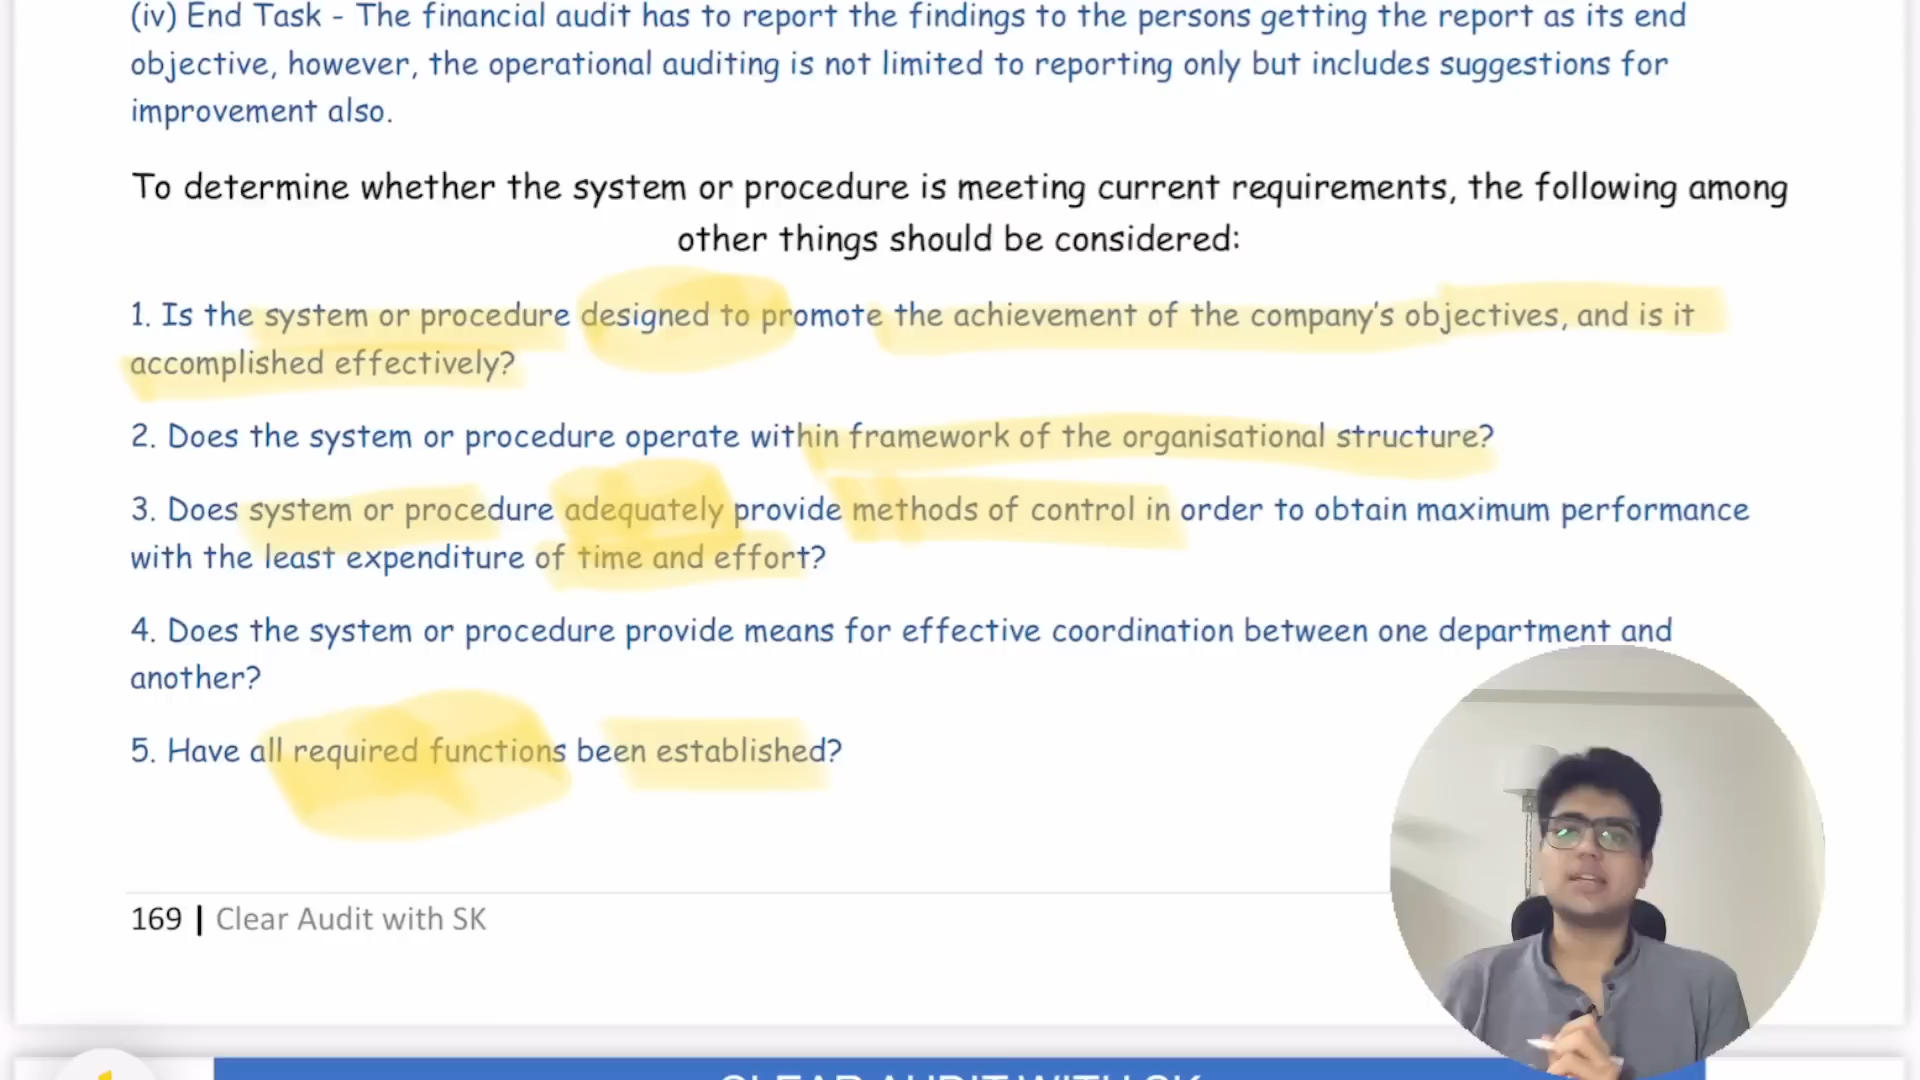 (iv) End Task - The financial audit has to report the findings to the persons getting the report as its end
objective, however, the operational auditing is not limited to reporting only but includes suggestions for
improvement also.
To determine whether the system or procedure is meeting current requirements, the following among
other things should be considered:
1. Is the system or procedure designed to promote the achievement of the company's objectives, and is it
accomplished effectively?
2. Does the system or procedure operate within framework of the organisational structure?
3. Does system or procedure adequately provide methods of control in order to obtain maximum performance
with the least expenditure of time and effort?
4. Does the system or procedure provide means for effective coordination between one department and
another?
5. Have all required functions been established?
169 | Clear Audit with SK
CLEAR AUDIT WITH SK